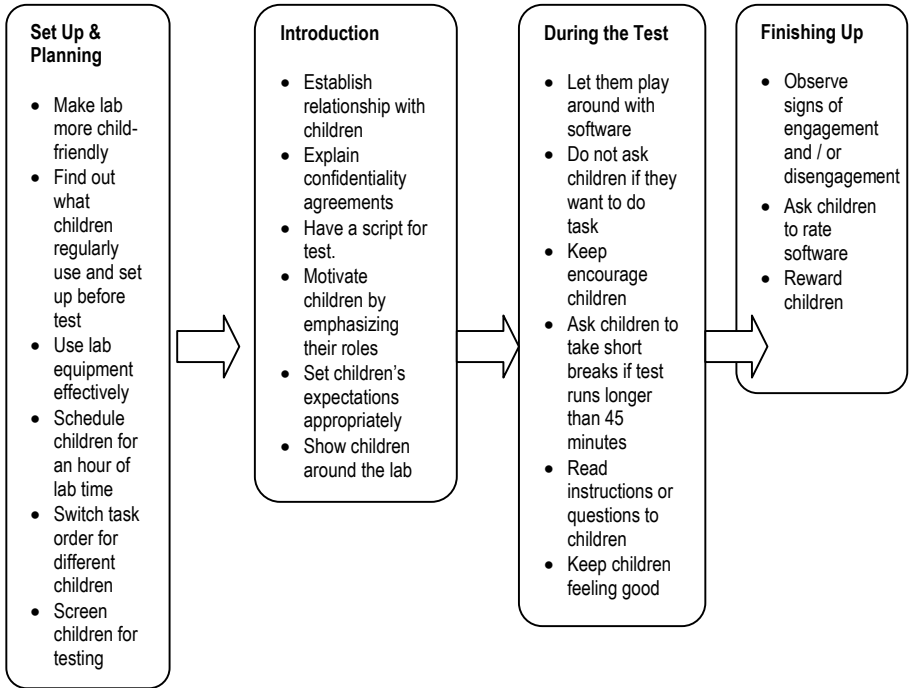 Set Up &
Planning
• Make lab
more child-
friendly
• Find out
what
children
regularly
use and set
up before
test
• Use lab
equipment
effectively
• Schedule
children for
an hour of
lab time
• Switch task
order for
different
children
• Screen
children for
testing
Introduction
• Establish
relationship with
children
• Explain
confidentiality
agreements
• Have a script for
test.
• Motivate
children by
emphasizing
their roles
• Set children’s
expectations
appropriately
• Show children
around the lab
During the Test
• Let them play
around with
software
• Do not ask
children if they
want to do
task
• Keep
encourage
children
• Ask children to
take short
breaks if test
runs longer
than 45
minutes
• Read
instructions or
questions to
children
• Keep children
feeling good
Finishing Up
• Observe
signs of
engagement
and / or
disengagement
• Ask children
to rate
software
• Reward
children